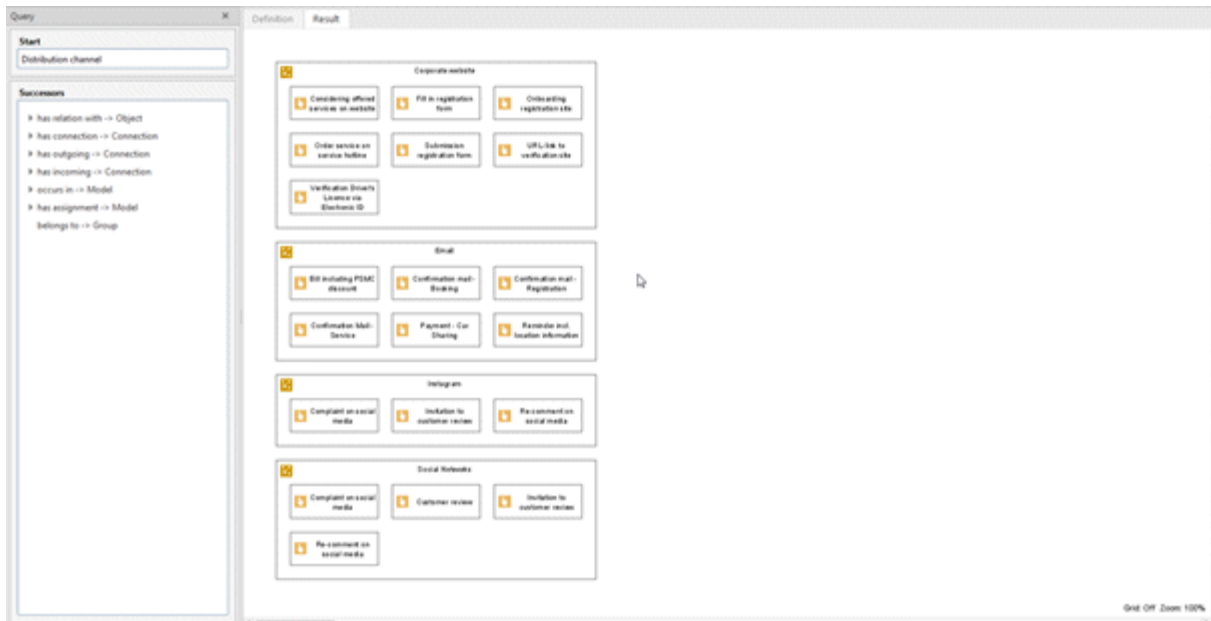 Query
Definition
Result
Start
Distribution channel
Successors
has relation with -> Object
has connection -> Connection
has outgoing -> Connection
has incoming -> Connection
occurs in -> Model
has assignment -> Model
belongs to -> Group
Corporate website
Considering offered
services on website
Fill in registration
form
Onboarding
registration site
Order service on
service hotline
Submission
registration form
URL-link to
verification site
Verification Driver's
License via
Electronic ID
Email
Bill including PSMC
discount
Confirmation mail -
Booking
Confirmation mail -
Registration
Confirmation Mail -
Service
Payment - Car
Sharing
Reminder incl.
location information
Instagram
Complaint on social
media
Invitation to
customer review
Re-comment on
social media
Social Networks
Complaint on social
media
Customer review
Invitation to
customer review
Re-comment on
social media
Grid: Off Zoom: 100%